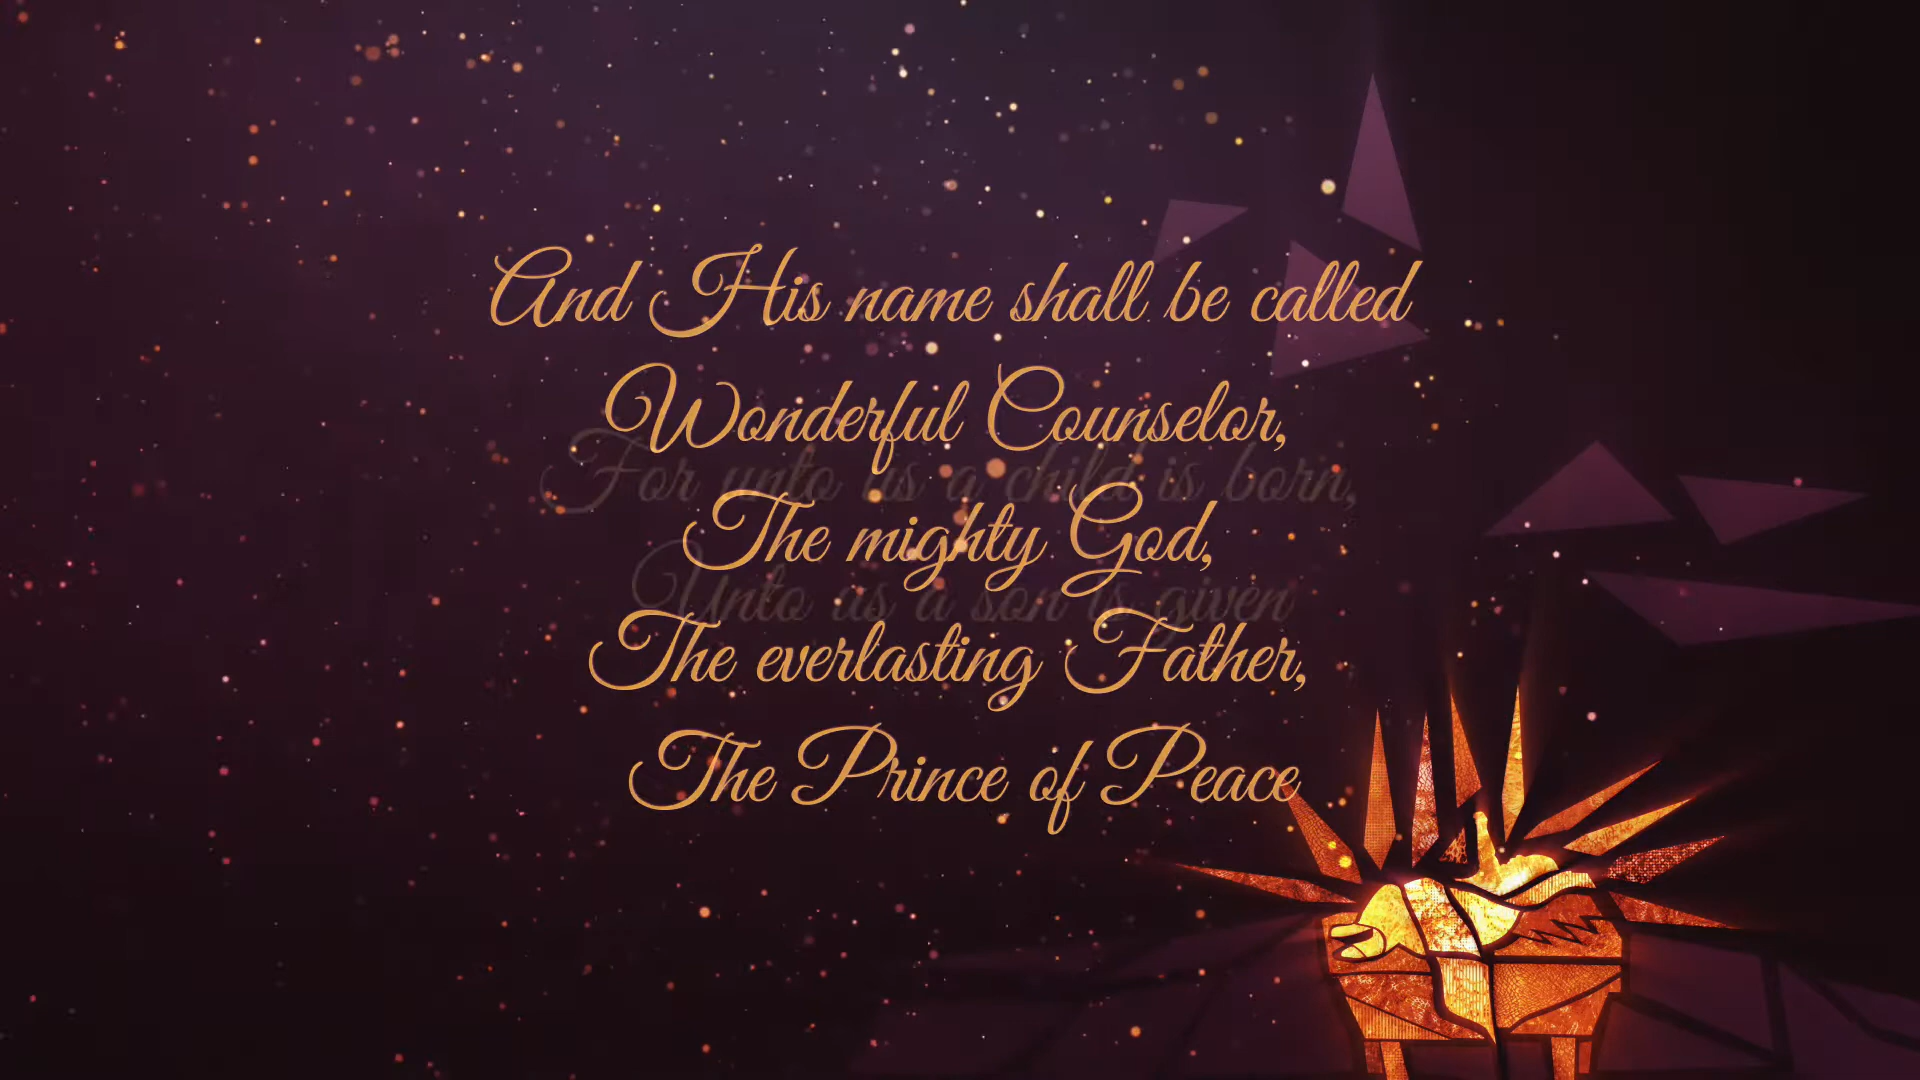 And His name shall be called
Wonderful Counselor,
For unto us a child is born,
The mighty God,
Unto us a son is given
The everlasting Father,
The Prince of Peace